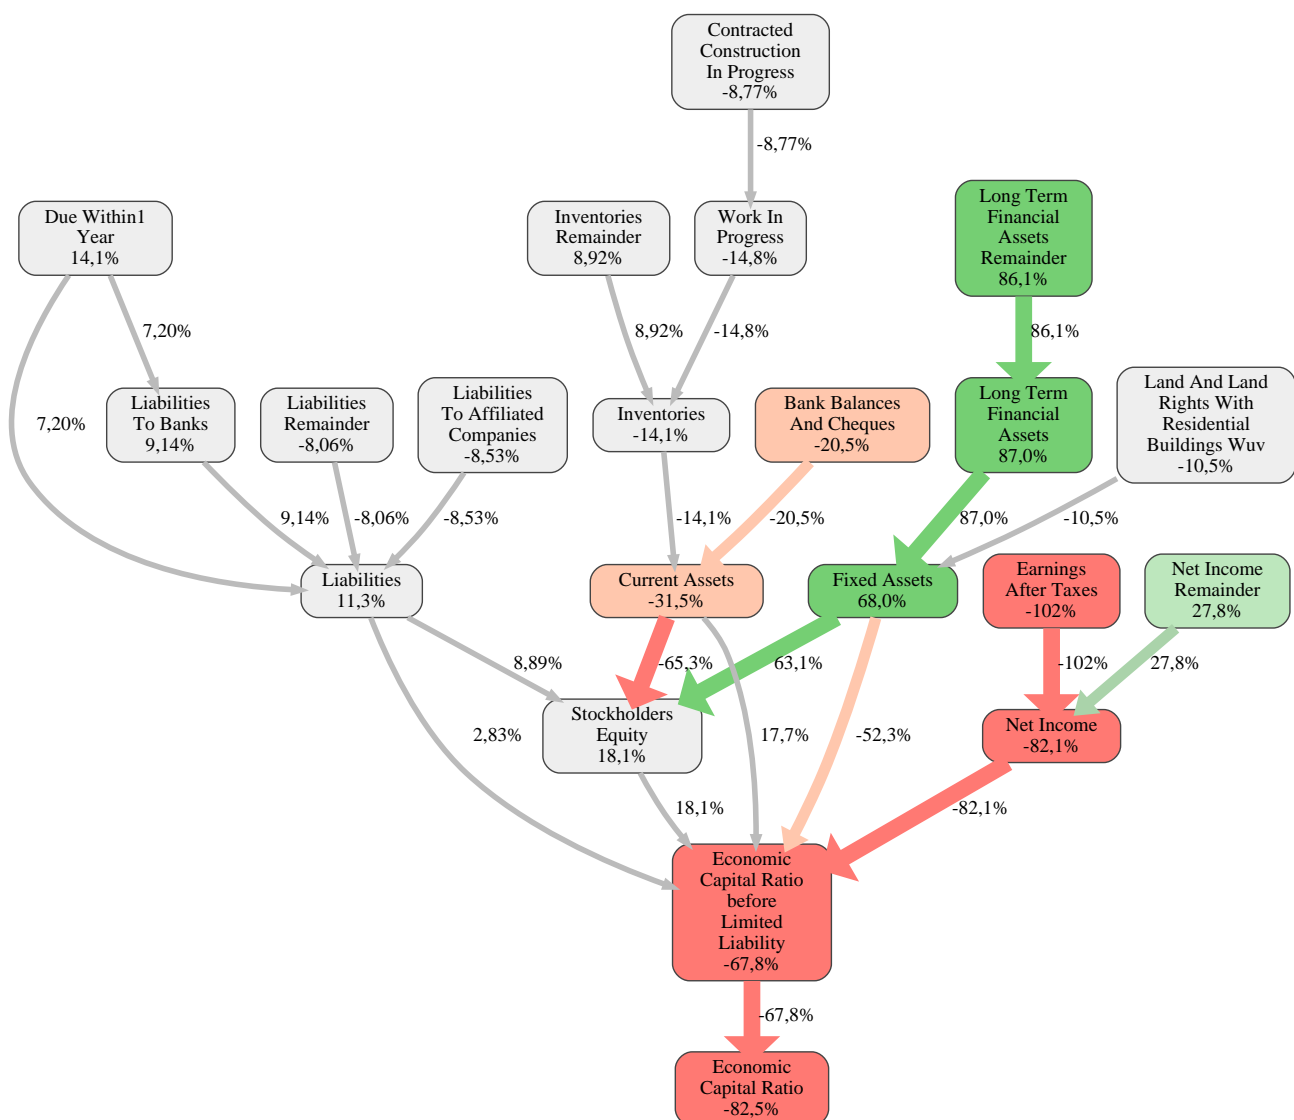 Contracted
Construction
In Progress
-8,77%
-8,77%
Due Within1
Year
14,1%
Inventories
Remainder
8,92%
Work In
Progress
-14,8%
Long Term
Financial
Assets
Remainder
86,1%
7,20%
8,92%
-14,8%
86,1%
7,20%
Liabilities
To Banks
9,14%
Liabilities
Remainder
-8,06%
Liabilities
To Affiliated
Companies
-8,53%
Inventories
-14,1%
Bank Balances
And Cheques
-20,5%
Long Term
Financial
Assets
87,0%
Land And Land
Rights With
Residential
Buildings Wuv
-10,5%
9,14%
-8,06%
-8,53%
-14,1%
-20,5%
87,0%
-10,5%
Liabilities
11,3%
Current Assets
-31,5%
Fixed Assets
68,0%
Earnings
After Taxes
-102%
Net Income
Remainder
27,8%
8,89%
-65,3%
63,1%
-102%
27,8%
Stockholders
Equity
18,1%
Net Income
-82,1%
2,83%
17,7%
-52,3%
18,1%
-82,1%
Economic
Capital Ratio
before
Limited
Liability
-67,8%
-67,8%
Economic
Capital Ratio
-82,5%